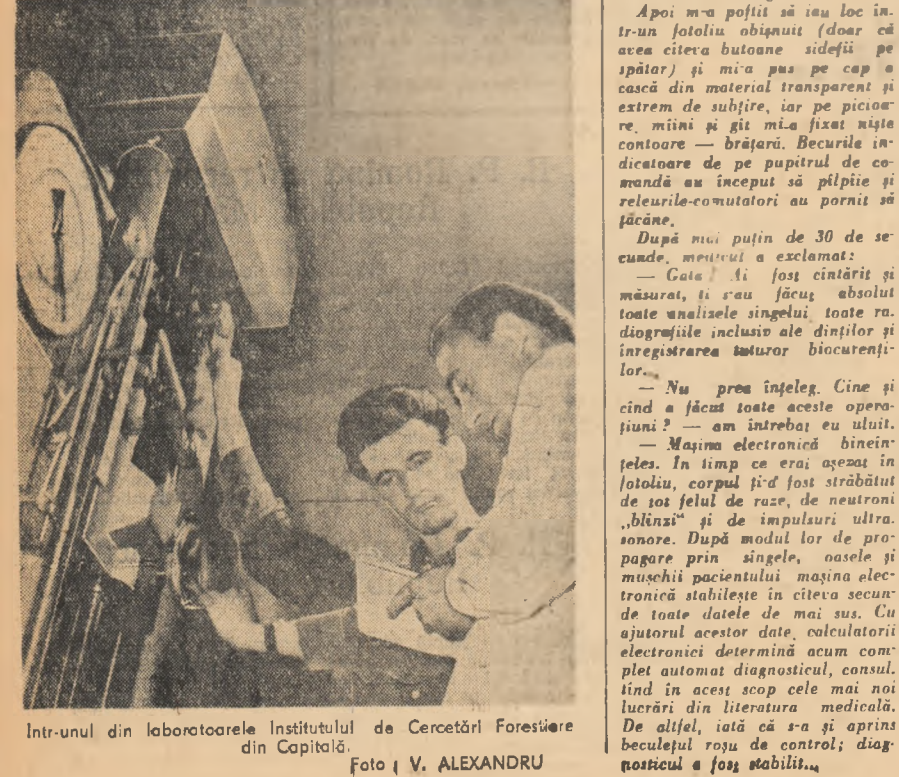 Intr-unul din laboratoarele Institutului de Cercetări Forestiere
din Capitală.
Foto : V. ALEXANDRU
Apoi m-a poftit să iau loc în-
tr-un fotoliu obișnuit (doar că
avea cîteva butoane sidefii pe
spătar) și mi-a pus pe cap o
cască din material transparent și
extrem de subțire, iar pe picioa-
re, mîini și gît mi-a fixat niște
contoare — brățară. Becurile in-
dicatoare de pe pupitrul de co-
mandă au început să pîlpîie și
releurile-comutatori au pornit să
țăcăne.
După mai puțin de 30 de se-
cunde, medicul a exclamat:
— Gata! Ai fost cîntărit și
măsurat, ți s-au făcut absolut
toate analizele sîngelui, toate ra.
diografiile inclusiv ale dinților și
înregistrarea tuturor biocurenți-
lor...
— Nu prea înțeleg. Cine și
cînd a făcut toate aceste opera-
țiuni? — am întrebat eu uluit.
— Mașina electronică bineîn-
țeles. In timp ce erai așezat în
fotoliu, corpul ți-a fost străbătut
de tot felul de raze, de neutroni
„blînzi" și de impulsuri ultra.
sonore. După modul lor de pro-
pagare prin sîngele, oasele și
mușchii pacientului mașina elec-
tronică stabilește în cîteva secun-
de toate datele de mai sus. Cu
ajutorul acestor date, calculatorii
electronici determină acum com-
plet automat diagnosticul, consul.
tînd în acest scop cele mai noi
lucrări din literatura medicală.
De altfel, iată că s-a și aprins
beculețul roșu de control; diag-
nosticul a fost stabilit...